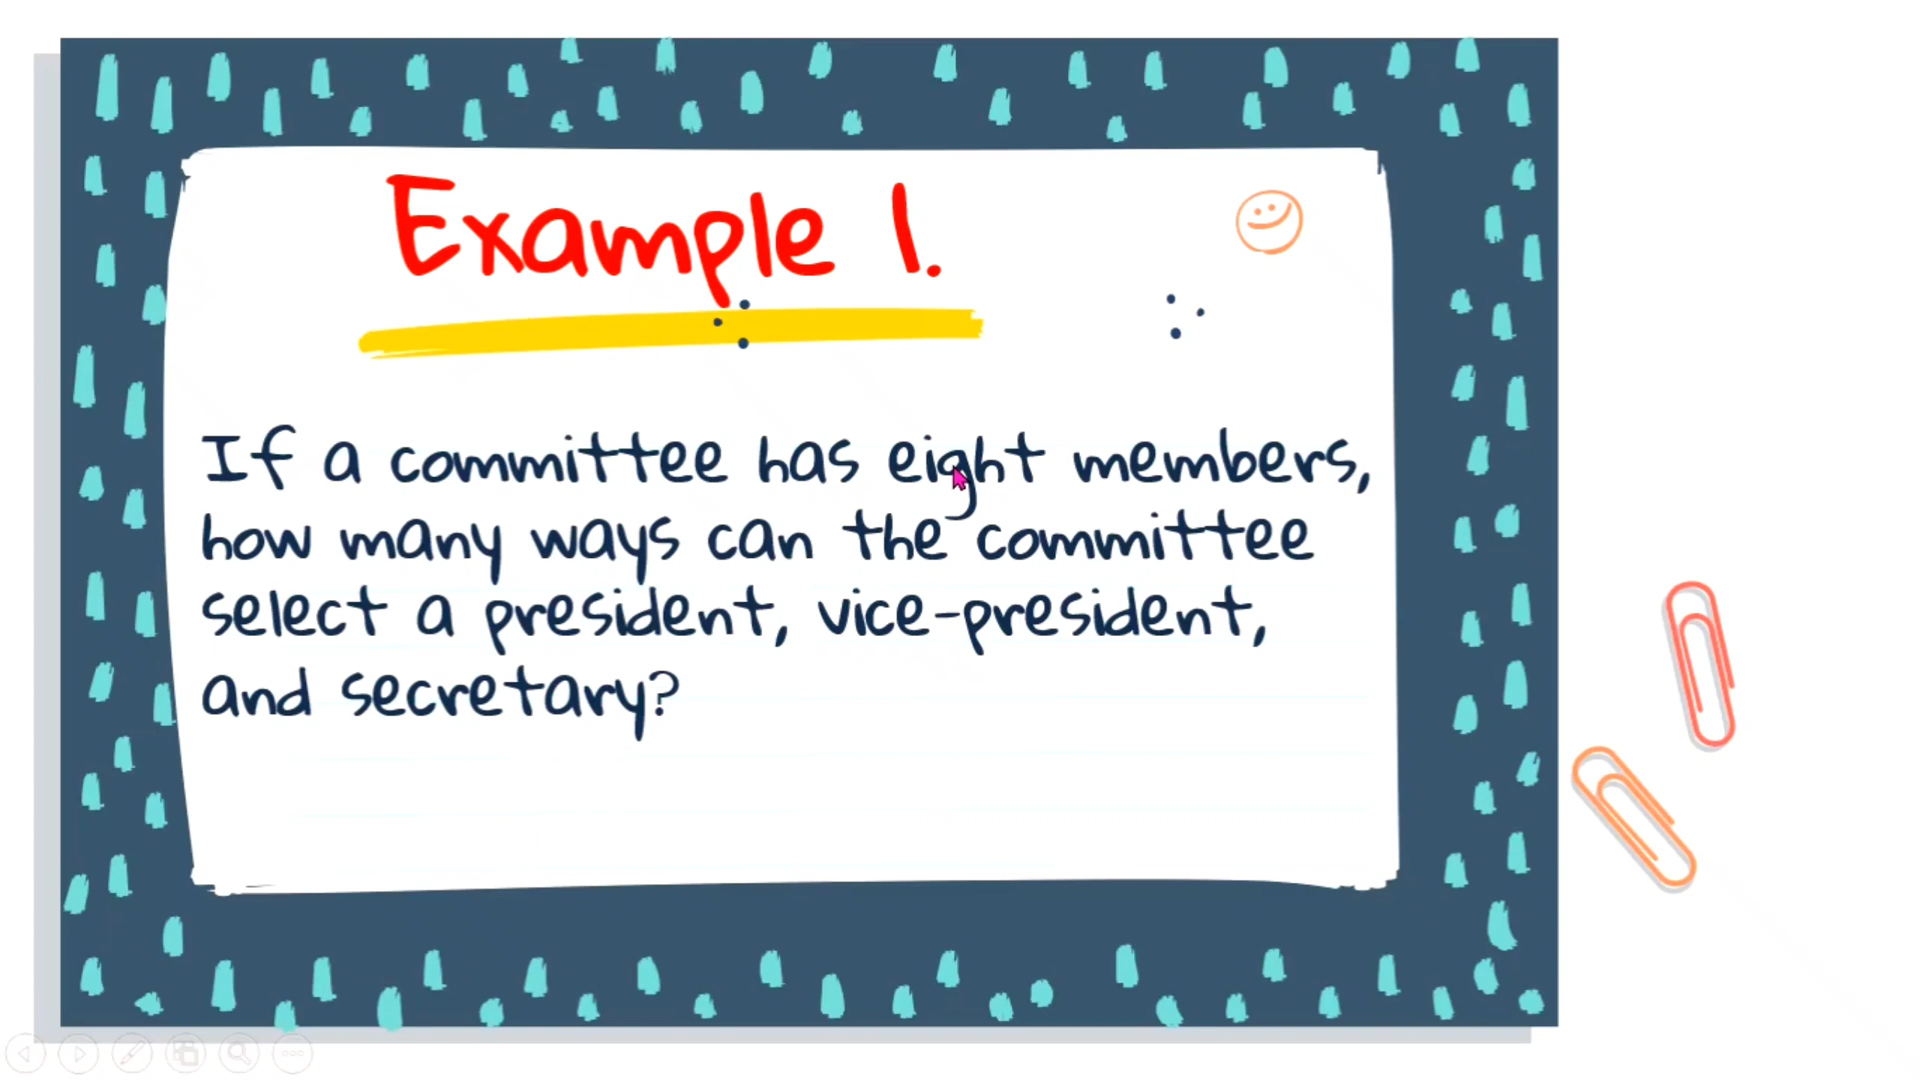 Example 1.
If a committee has eight members,
how many ways can the committee
select a president, vice-president,
and secretary?